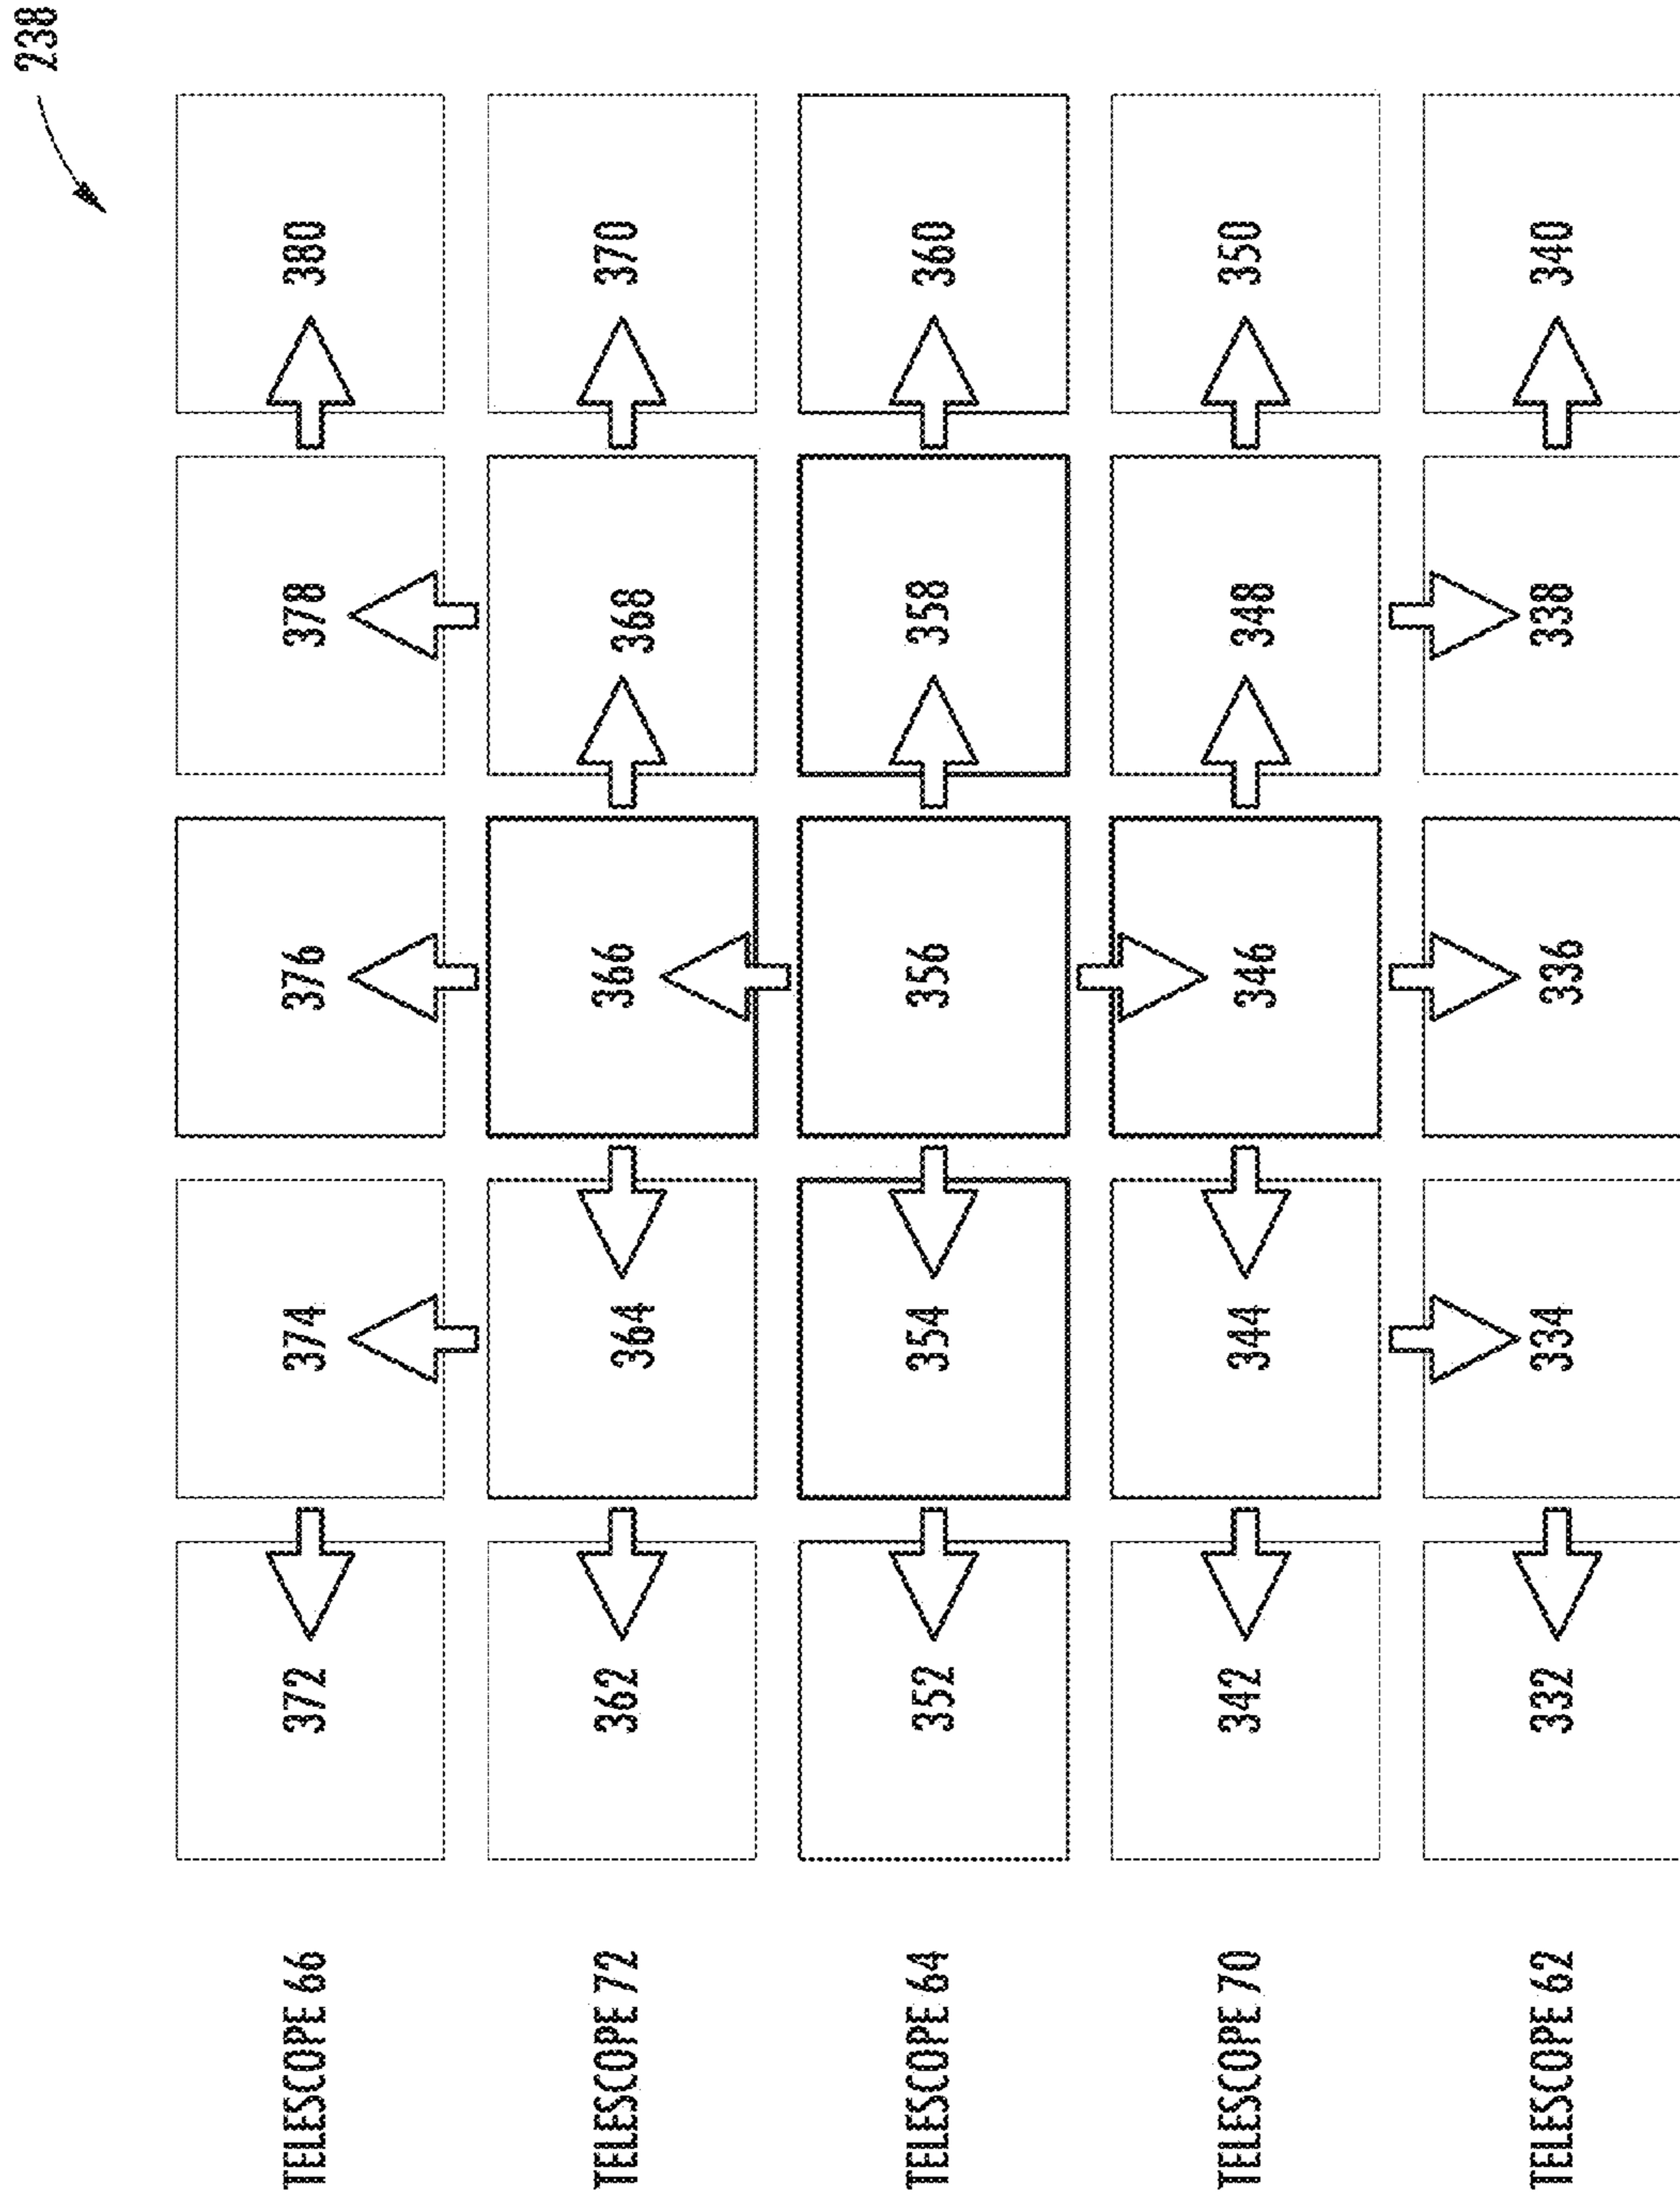 238
TELESCOPE 66 372 374 376 378 380
TELESCOPE 72 362 364 366 368 370
TELESCOPE 64 352 354 356 358 360
TELESCOPE 70 342 344 346 348 350
TELESCOPE 62 332 334 336 338 340